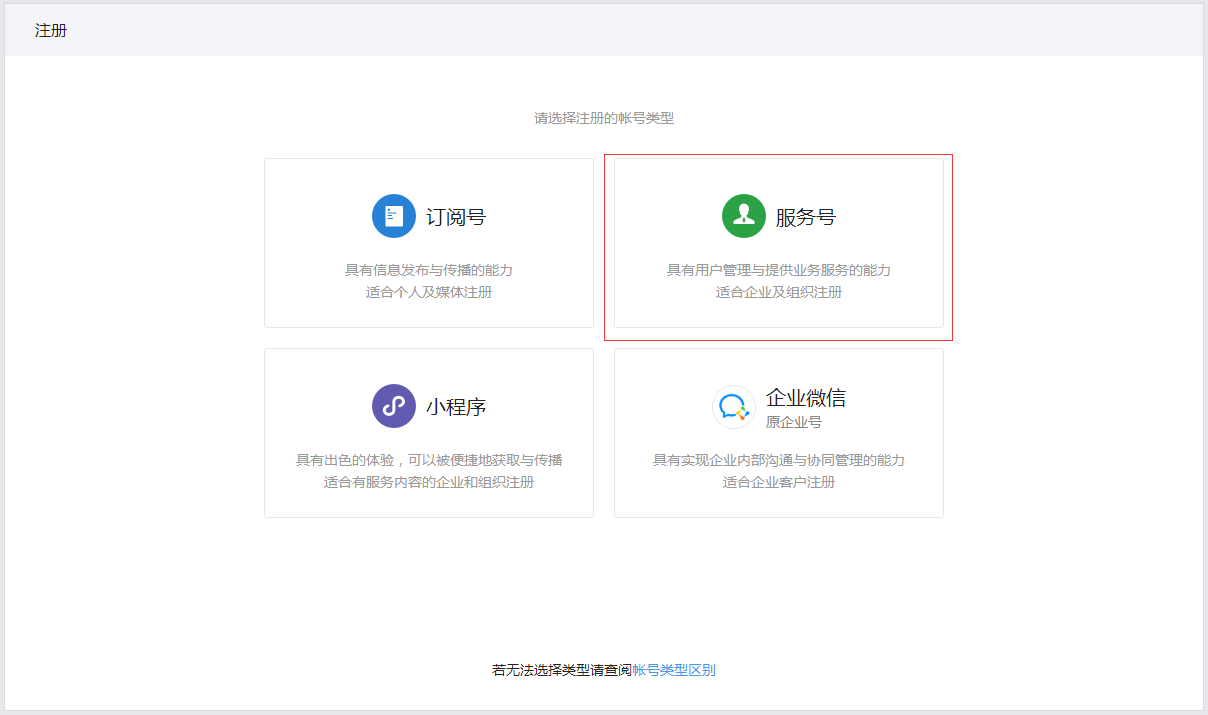 注册
请选择注册的帐号类型
订阅号
具有信息发布与传播的能力
适合个人及媒体注册
服务号
具有用户管理与提供业务服务的能力
适合企业及组织注册
小程序
具有出色的体验，可以被便捷地获取与传播
适合有服务内容的企业和组织注册
企业微信
原企业号
具有实现企业内部沟通与协同管理的能力
适合企业客户注册
若无法选择类型请查阅帐号类型区别